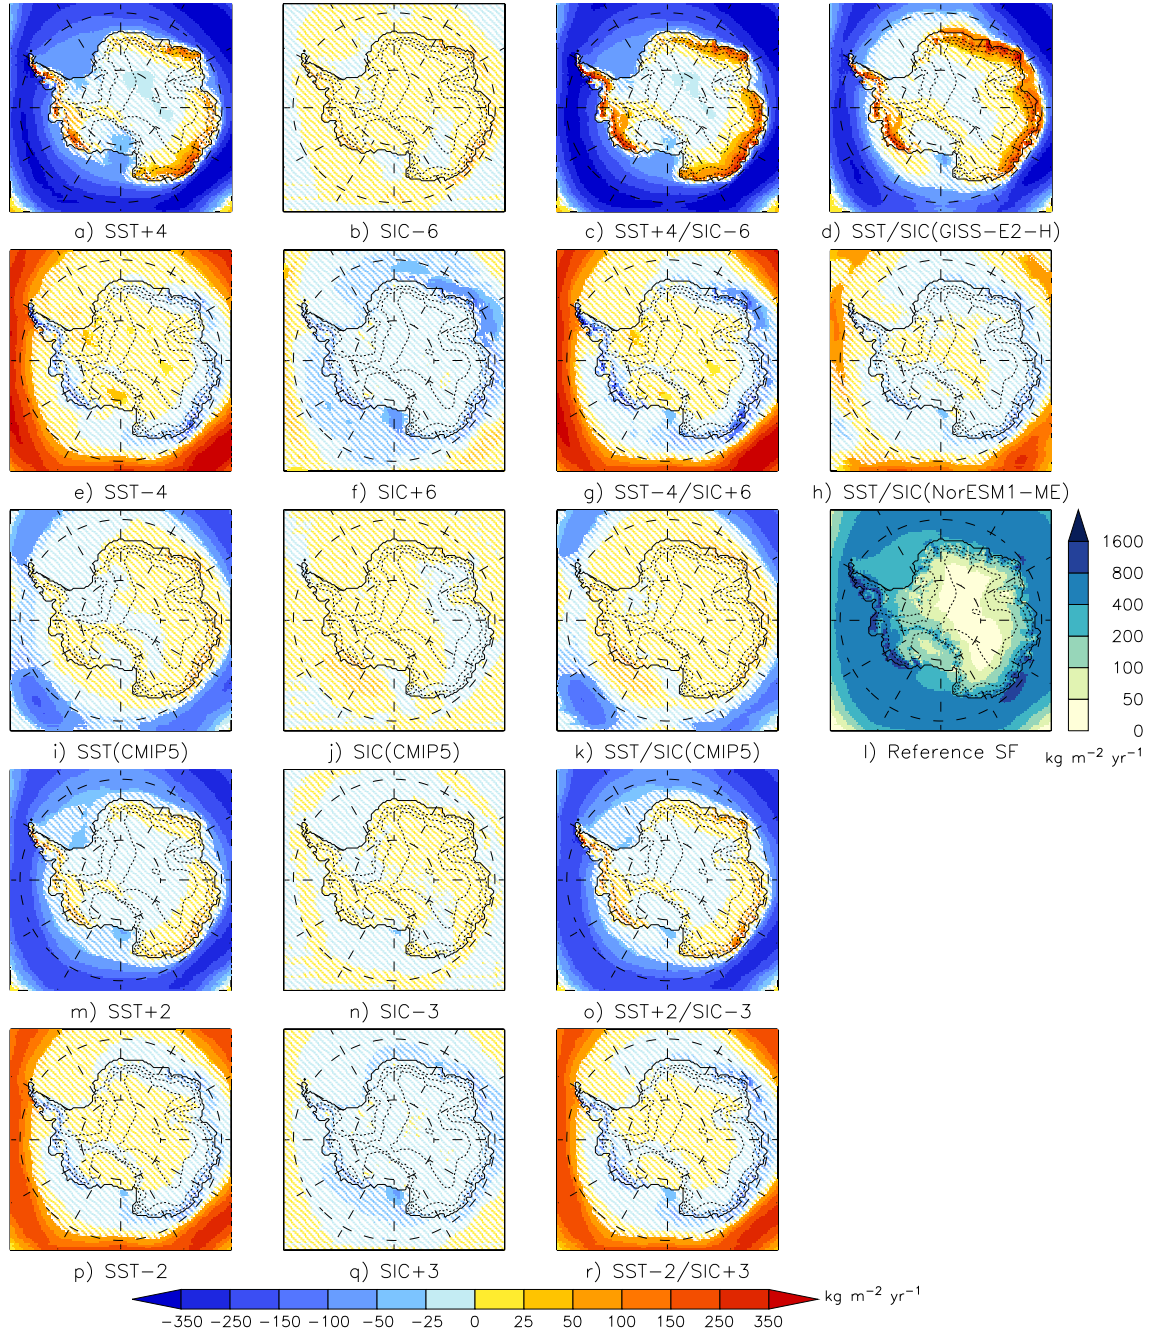 a) SST+4
b) SIC−6
c) SST+4/SIC−6
d) SST/SIC(GISS−E2−H)
e) SST−4
f) SIC+6
g) SST−4/SIC+6
h) SST/SIC(NorESM1−ME)
1600
800
400
200
100
50
0
kg m−2 yr−1
i) SST(CMIP5)
j) SIC(CMIP5)
k) SST/SIC(CMIP5)
l) Reference SF
m) SST+2
n) SIC−3
o) SST+2/SIC−3
p) SST−2
q) SIC+3
r) SST−2/SIC+3
kg m−2 yr−1
−350 −250 −150 −100 −50 −25 0 25 50 100 150 250 350